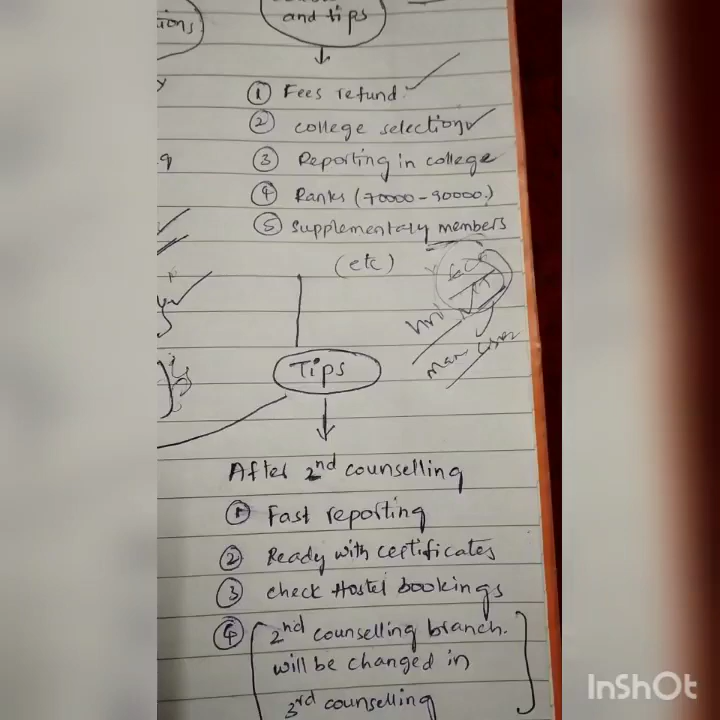 tions
and tips
① Fees refund.
② college selection
③ Reporting in college
④ Ranks (70000-90000)
⑤ supplementary members
(etc)
Tips
After 2nd counselling
① Fast reporting
② Ready with certificates
③ check Hostel bookings
④ 2nd counselling branch.
will be changed in
3rd counselling
InShOt